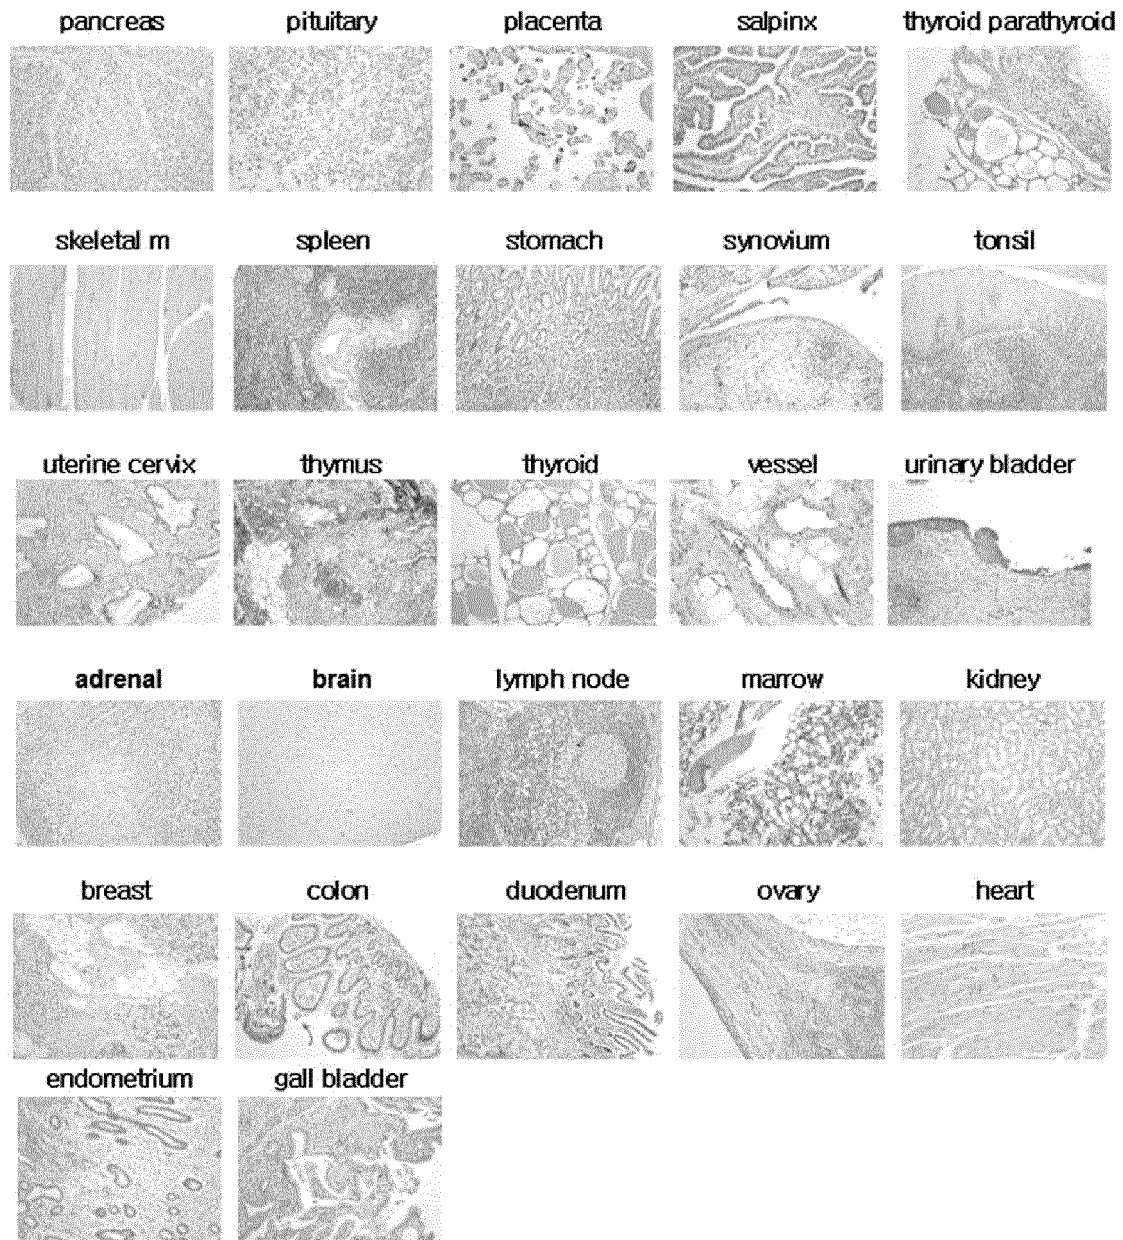 pancreas pituitary placenta salpinx thyroid parathyroid
skeletal m spleen stomach synovium tonsil
uterine cervix thymus thyroid vessel urinary bladder
adrenal brain lymph node marrow kidney
breast colon duodenum ovary heart
endometrium gall bladder